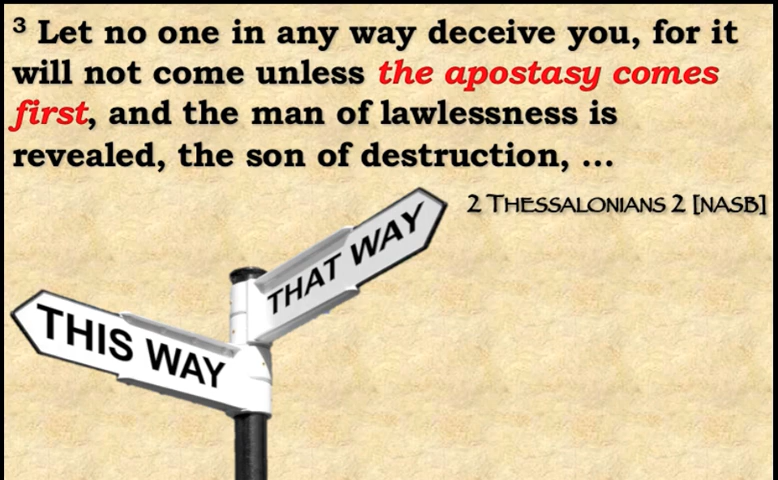 ³ Let no one in any way deceive you, for it
will not come unless the apostasy comes
first, and the man of lawlessness is
revealed, the son of destruction, ...
2 THESSALONIANS 2 [NASB]
THAT WAY
THIS WAY